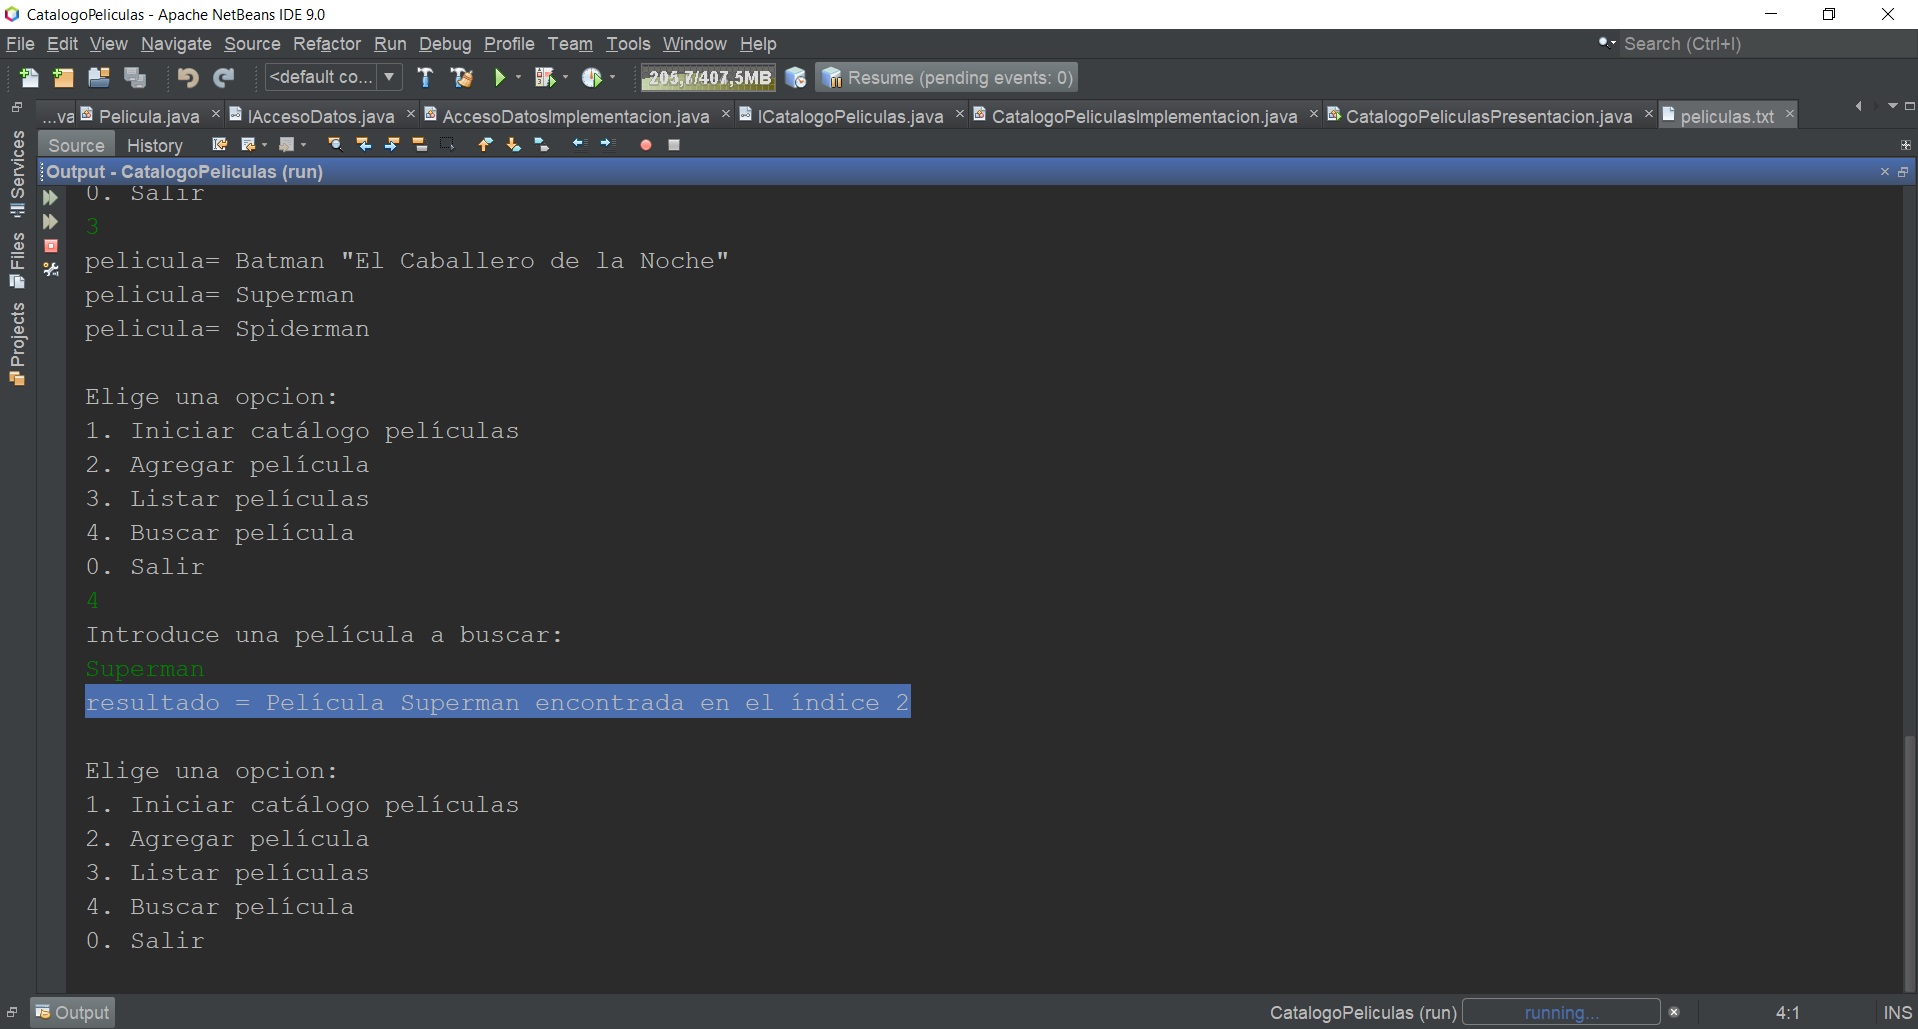 CatalogoPeliculas - Apache NetBeans IDE 9.0
File Edit View Navigate Source Refactor Run Debug Profile Team Tools Window Help
Search (Ctrl+I)
<default co... 205,7/407,5MB Resume (pending events: 0)
...va Pelicula.java IAccesoDatos.java AccesoDatosImplementacion.java ICatalogoPeliculas.java CatalogoPeliculasImplementacion.java CatalogoPeliculasPresentacion.java peliculas.txt
Source History
Output - CatalogoPeliculas (run)
Services
Files
Projects
0. Salir
3
pelicula= Batman "El Caballero de la Noche"
pelicula= Superman
pelicula= Spiderman
Elige una opcion:
1. Iniciar catálogo películas
2. Agregar película
3. Listar películas
4. Buscar película
0. Salir
4
Introduce una película a buscar:
Superman
resultado = Película Superman encontrada en el índice 2
Elige una opcion:
1. Iniciar catálogo películas
2. Agregar película
3. Listar películas
4. Buscar película
0. Salir
Output
CatalogoPeliculas (run) running... 4:1 INS